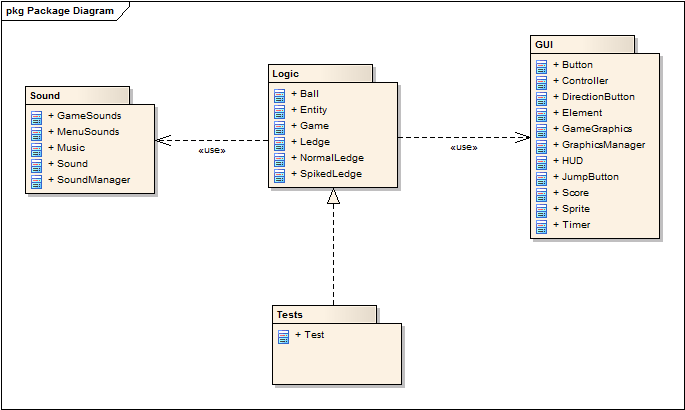 pkg Package Diagram
Sound
+ GameSounds
+ MenuSounds
+ Music
+ Sound
+ SoundManager
«use»
Logic
+ Ball
+ Entity
+ Game
+ Ledge
+ NormalLedge
+ SpikedLedge
«use»
GUI
+ Button
+ Controller
+ DirectionButton
+ Element
+ GameGraphics
+ GraphicsManager
+ HUD
+ JumpButton
+ Score
+ Sprite
+ Timer
Tests
+ Test